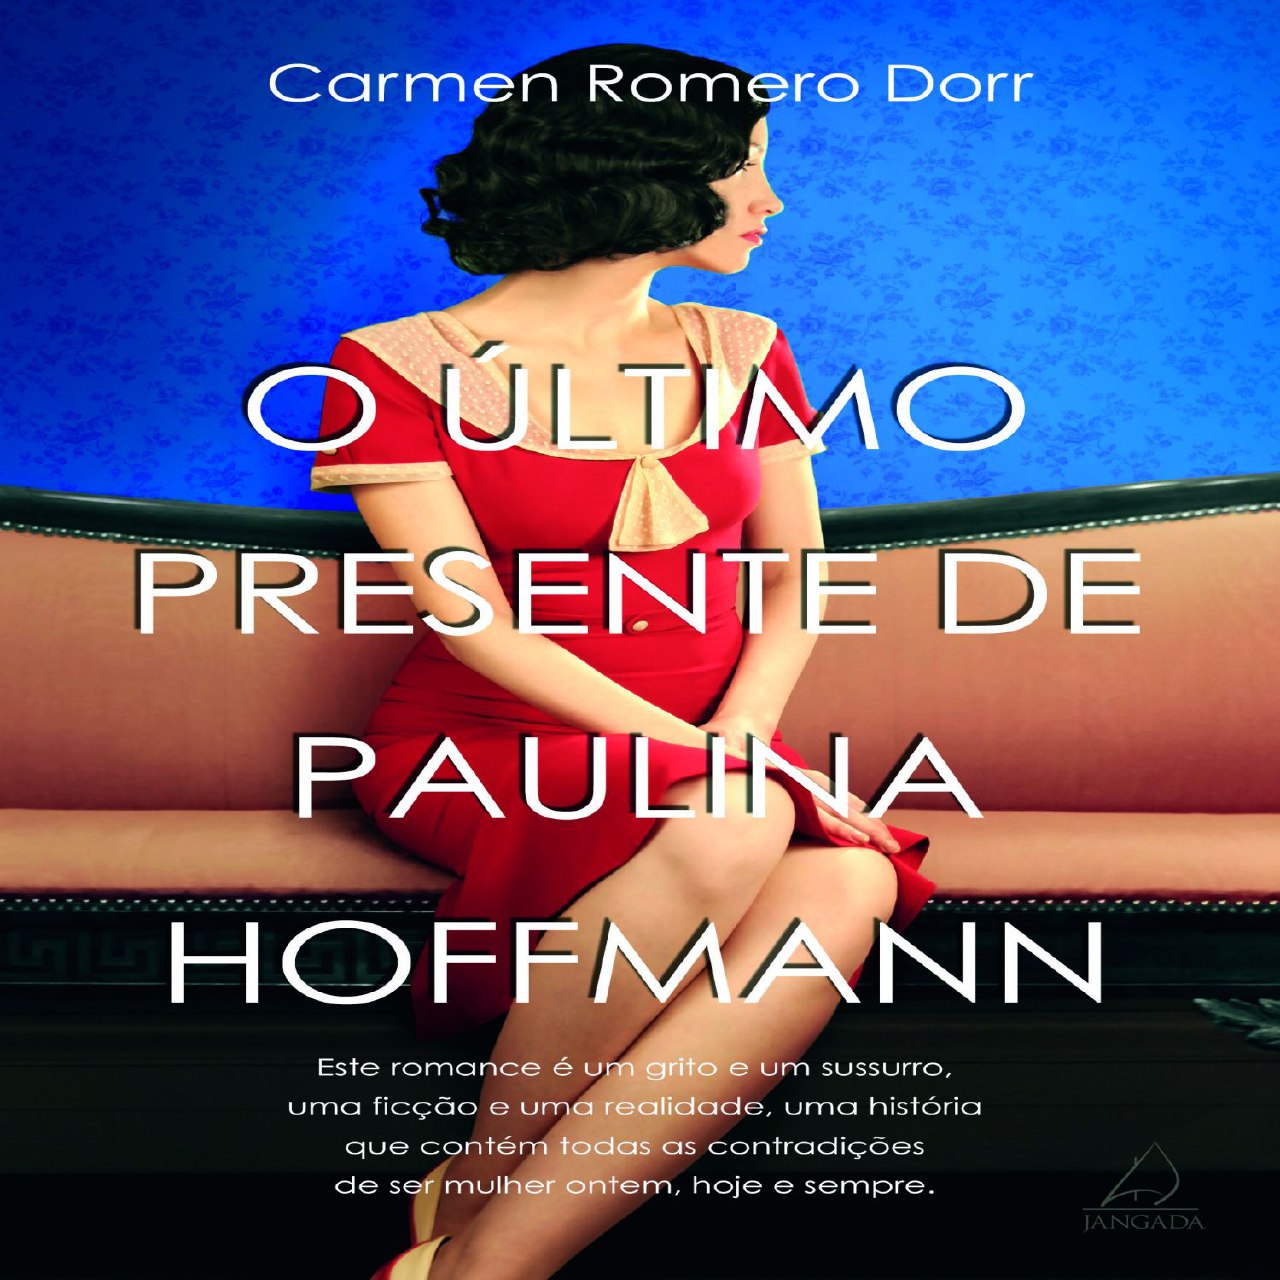 Carmen Romero Dorr
O ÚLTIMO
PRESENTE DE
PAULINA
HOFFMANN
Este romance é um grito e um sussurro,
uma ficção e uma realidade, uma história
que contém todas as contradições
de ser mulher ontem, hoje e sempre.
JANGADA